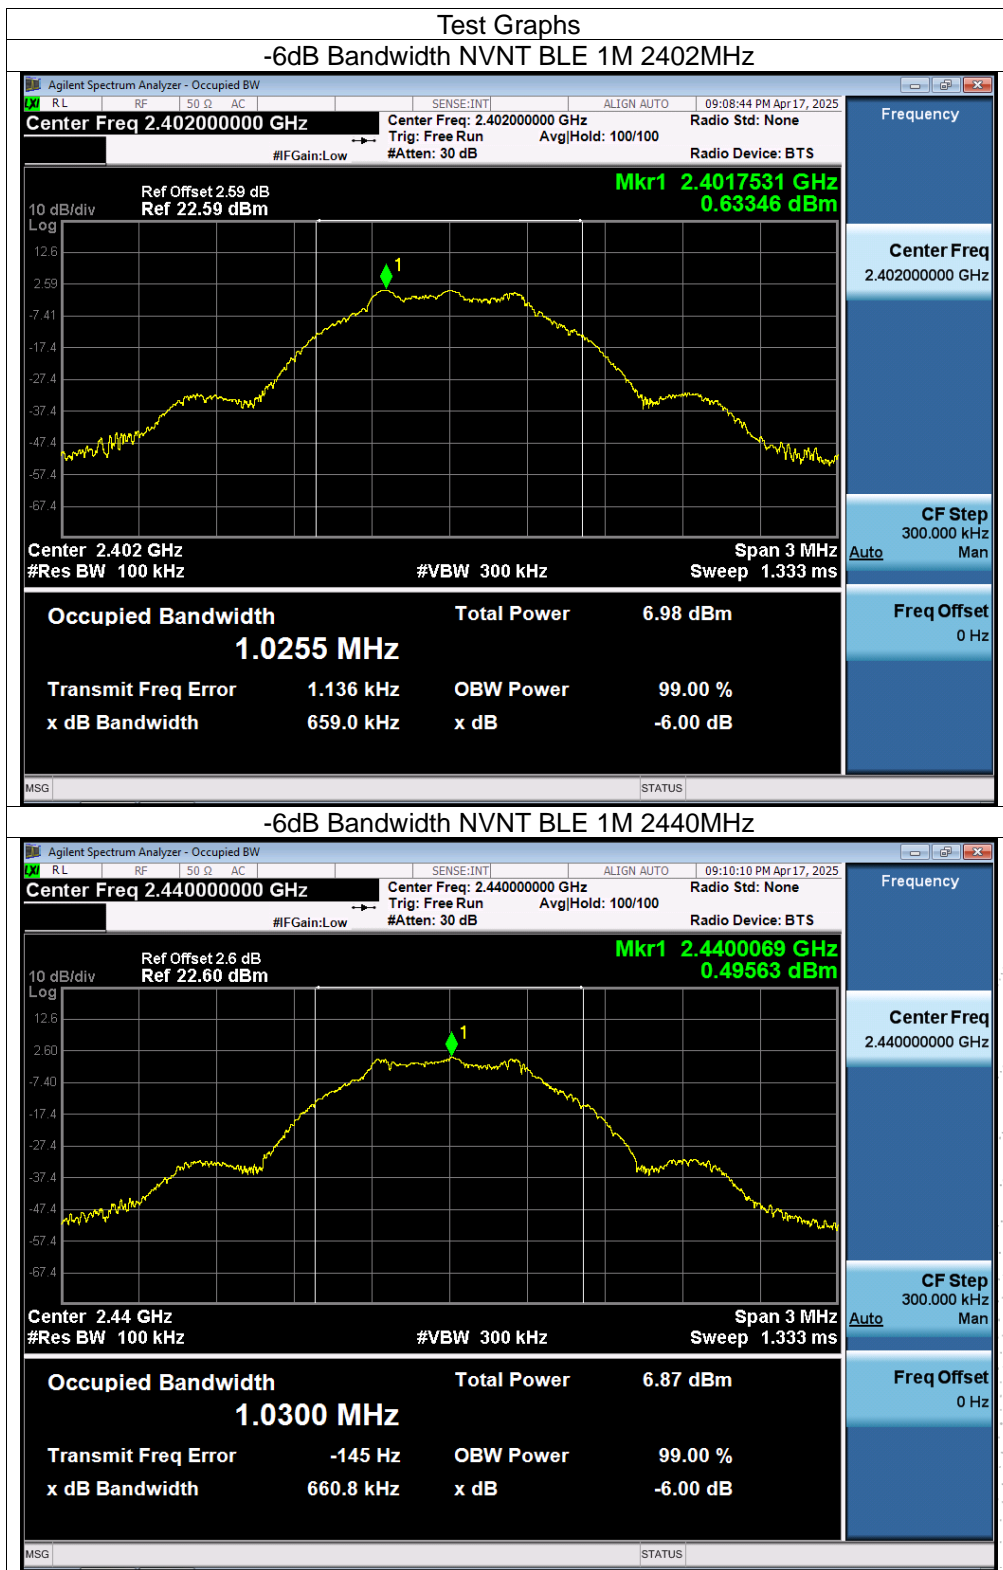 Test Graphs
-6dB Bandwidth NVNT BLE 1M 2402MHz
Agilent Spectrum Analyzer - Occupied BW
LXI RL RF 50 Ω AC SENSE:INT ALIGN AUTO 09:08:44 PM Apr 17, 2025
Center Freq 2.402000000 GHz Center Freq: 2.402000000 GHz Radio Std: None Frequency
Trig: Free Run Avg|Hold: 100/100
#IFGain:Low #Atten: 30 dB Radio Device: BTS
Mkr1 2.4017531 GHz
Ref Offset 2.59 dB 0.63346 dBm
10 dB/div Ref 22.59 dBm
Log
1
12.6
2.59
-7.41
-17.4
-27.4
-37.4
-47.4
-57.4
-67.4
Center Freq
2.402000000 GHz
Center 2.402 GHz Span 3 MHz
#Res BW 100 kHz #VBW 300 kHz Sweep 1.333 ms
CF Step
300.000 kHz
Auto Man
Occupied Bandwidth Total Power 6.98 dBm
1.0255 MHz
Transmit Freq Error 1.136 kHz OBW Power 99.00 %
x dB Bandwidth 659.0 kHz x dB -6.00 dB
Freq Offset
0 Hz
MSG STATUS
-6dB Bandwidth NVNT BLE 1M 2440MHz
Agilent Spectrum Analyzer - Occupied BW
LXI RL RF 50 Ω AC SENSE:INT ALIGN AUTO 09:10:10 PM Apr 17, 2025
Center Freq 2.440000000 GHz Center Freq: 2.440000000 GHz Radio Std: None Frequency
Trig: Free Run Avg|Hold: 100/100
#IFGain:Low #Atten: 30 dB Radio Device: BTS
Mkr1 2.4400069 GHz
Ref Offset 2.6 dB 0.49563 dBm
10 dB/div Ref 22.60 dBm
Log
1
12.6
2.60
-7.40
-17.4
-27.4
-37.4
-47.4
-57.4
-67.4
Center Freq
2.440000000 GHz
Center 2.44 GHz Span 3 MHz
#Res BW 100 kHz #VBW 300 kHz Sweep 1.333 ms
CF Step
300.000 kHz
Auto Man
Occupied Bandwidth Total Power 6.87 dBm
1.0300 MHz
Transmit Freq Error -145 Hz OBW Power 99.00 %
x dB Bandwidth 660.8 kHz x dB -6.00 dB
Freq Offset
0 Hz
MSG STATUS